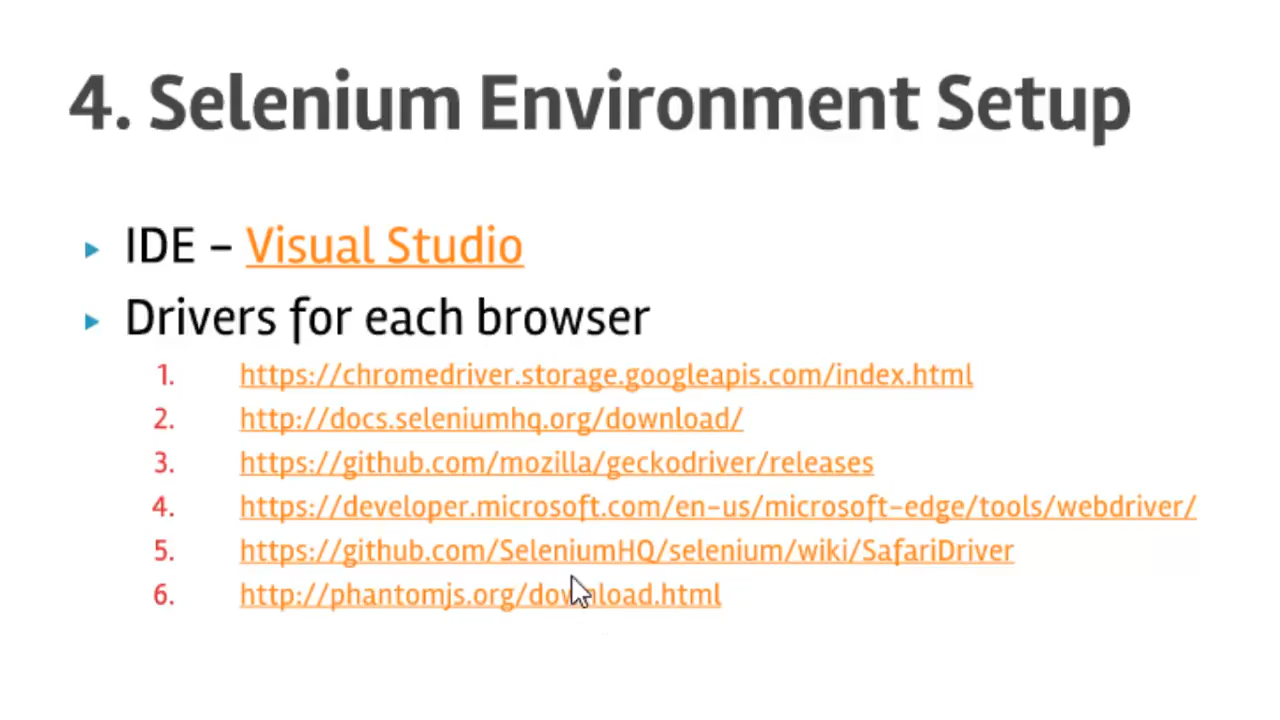 4. Selenium Environment Setup
IDE – Visual Studio
Drivers for each browser
1. https://chromedriver.storage.googleapis.com/index.html
2. http://docs.seleniumhq.org/download/
3. https://github.com/mozilla/geckodriver/releases
4. https://developer.microsoft.com/en-us/microsoft-edge/tools/webdriver/
5. https://github.com/SeleniumHQ/selenium/wiki/SafariDriver
6. http://phantomjs.org/download.html